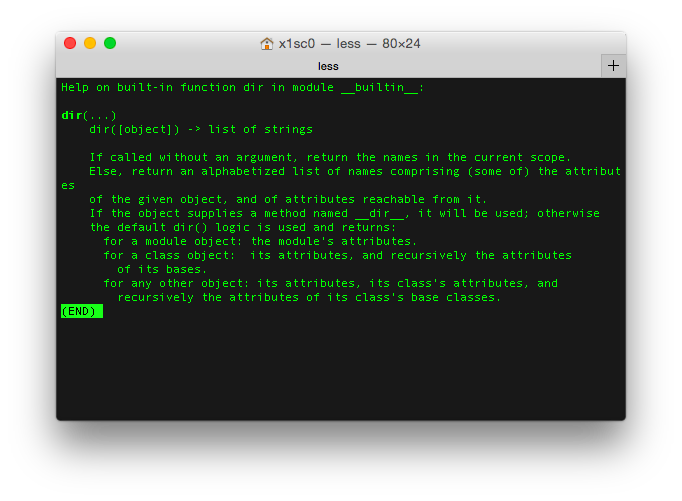 x1sc0 — less — 80×24
less
Help on built-in function dir in module __builtin__:
dir(...)
dir([object]) -> list of strings
If called without an argument, return the names in the current scope.
Else, return an alphabetized list of names comprising (some of) the attribut
es
of the given object, and of attributes reachable from it.
If the object supplies a method named __dir__, it will be used; otherwise
the default dir() logic is used and returns:
for a module object: the module's attributes.
for a class object:  its attributes, and recursively the attributes
of its bases.
for any other object: its attributes, its class's attributes, and
recursively the attributes of its class's base classes.
(END)